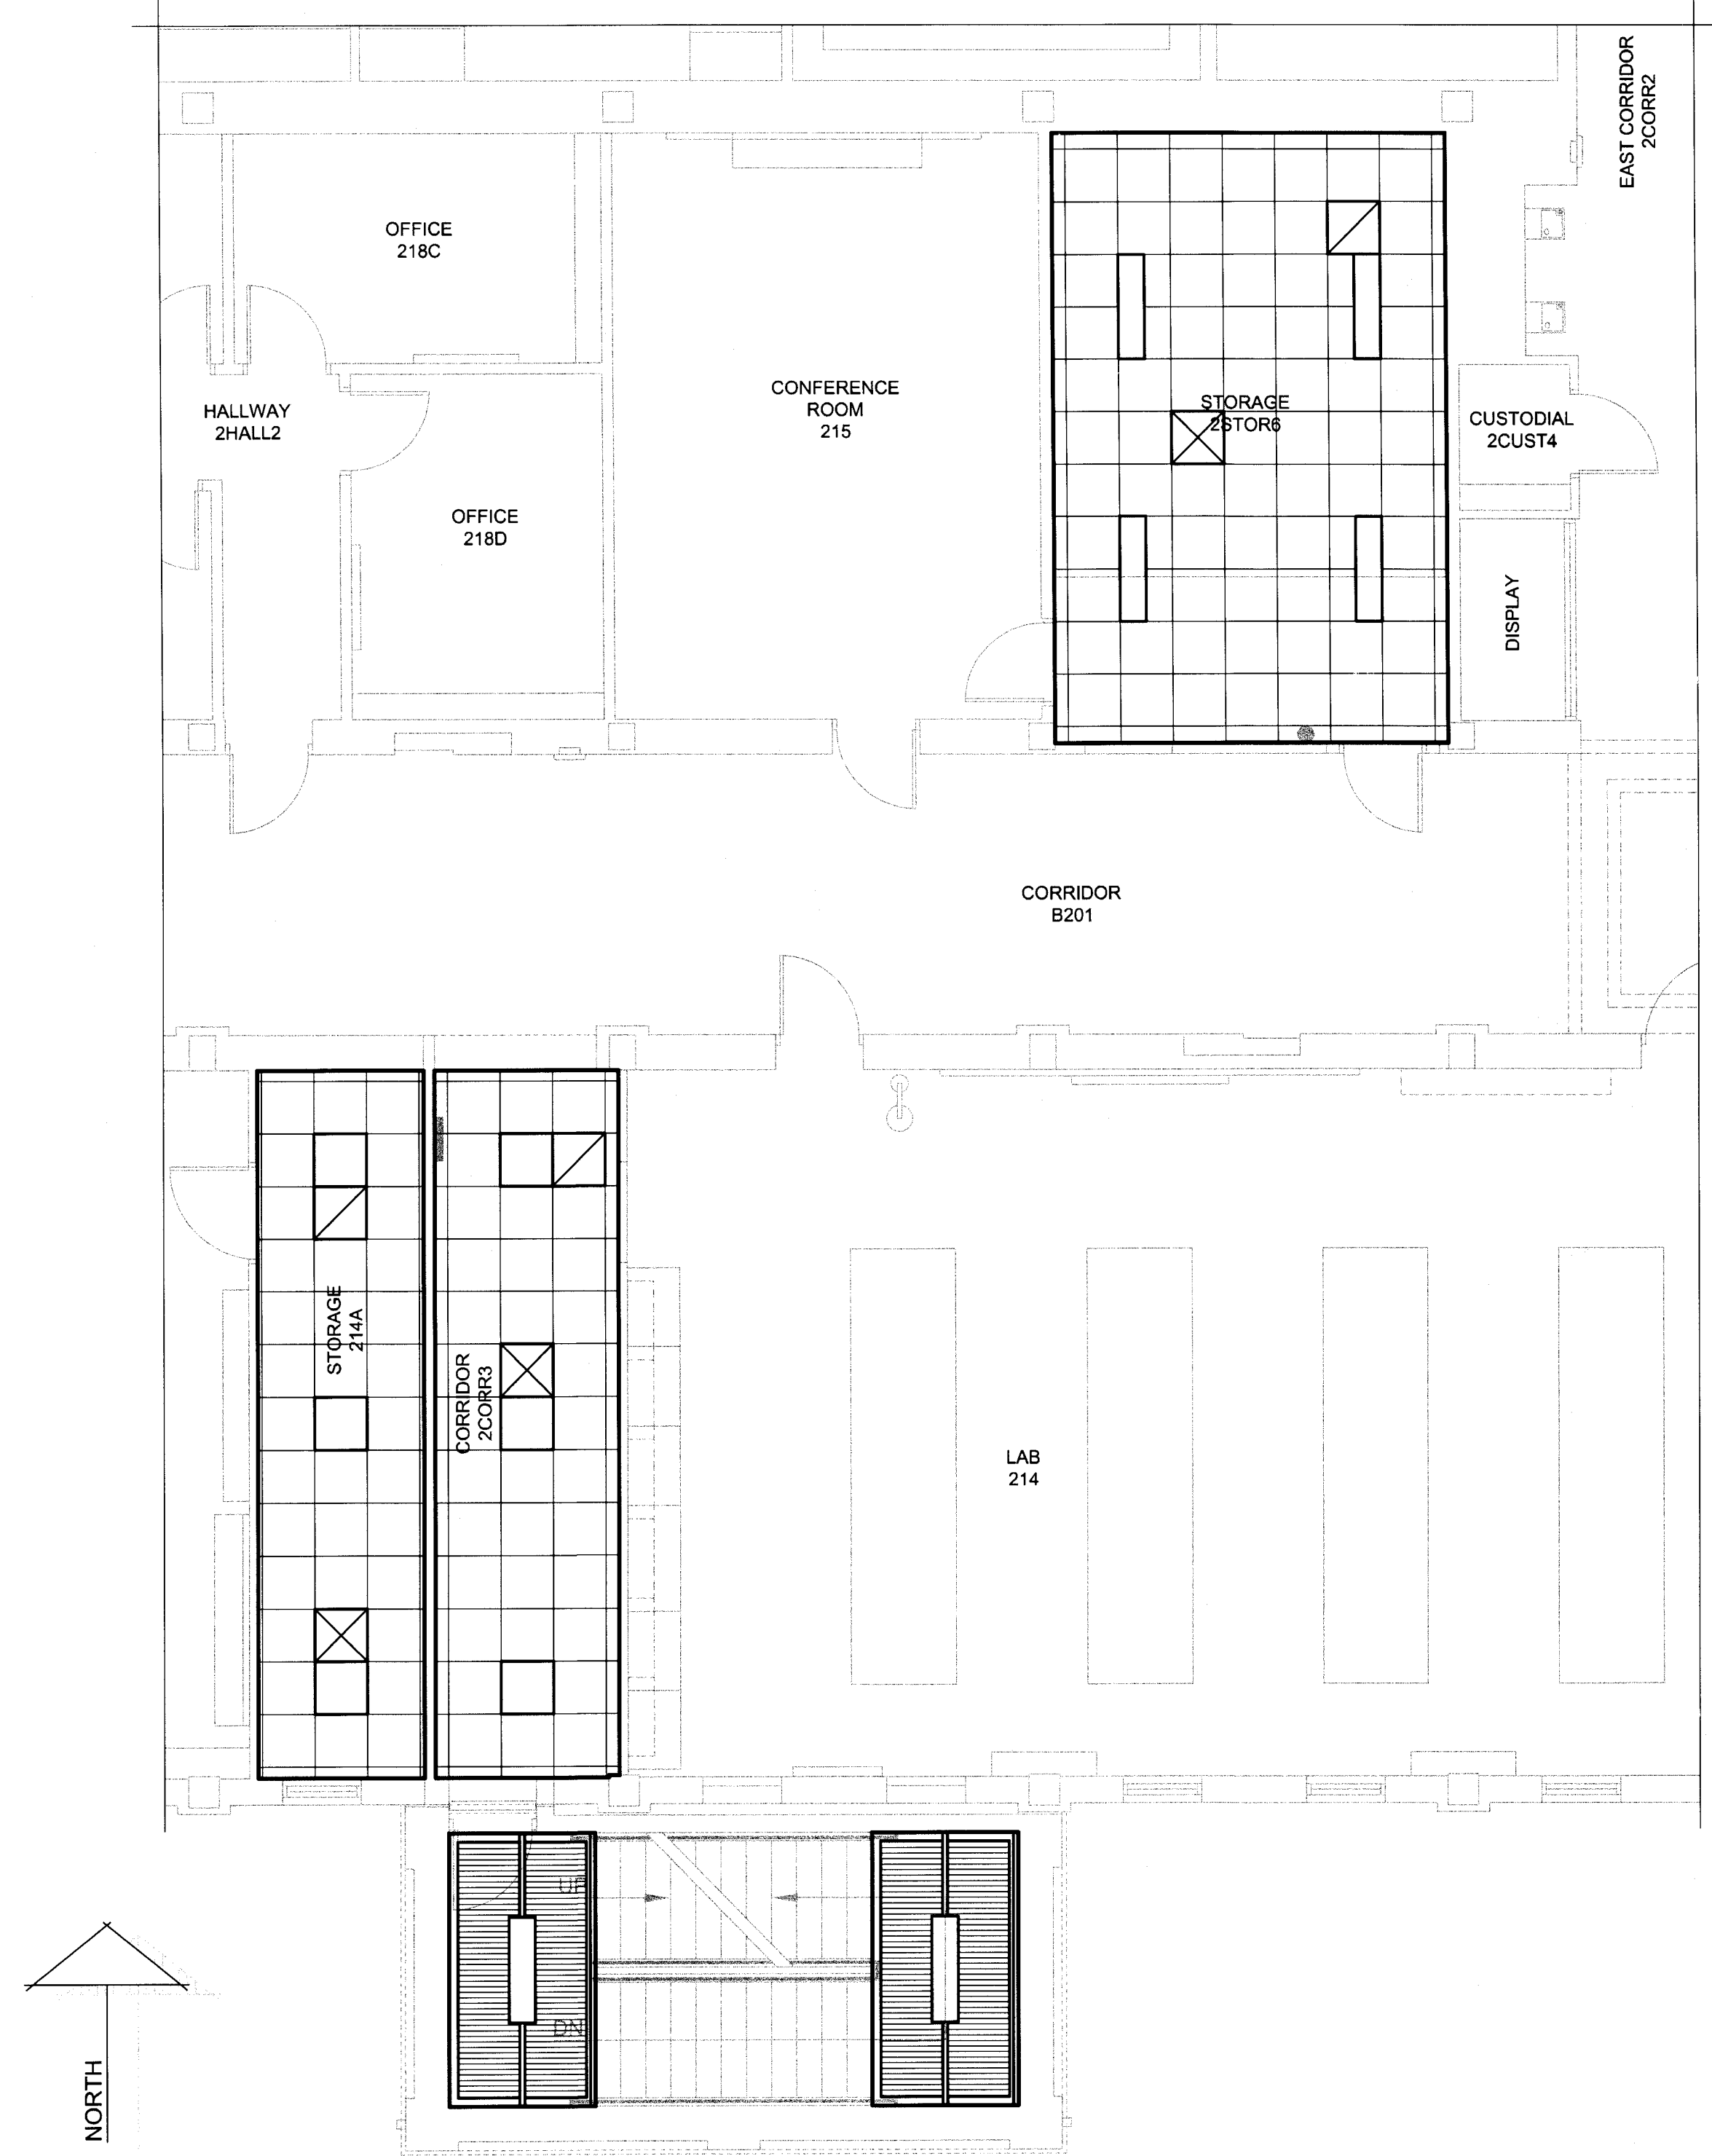 EAST CORRIDOR
2CORR2
OFFICE
218C
CONFERENCE
ROOM
215
STORAGE
2STOR6
HALLWAY
2HALL2
CUSTODIAL
2CUST4
OFFICE
218D
DISPLAY
CORRIDOR
B201
STORAGE
214A
CORRIDOR
2CORR3
LAB
214
UP
DN
NORTH